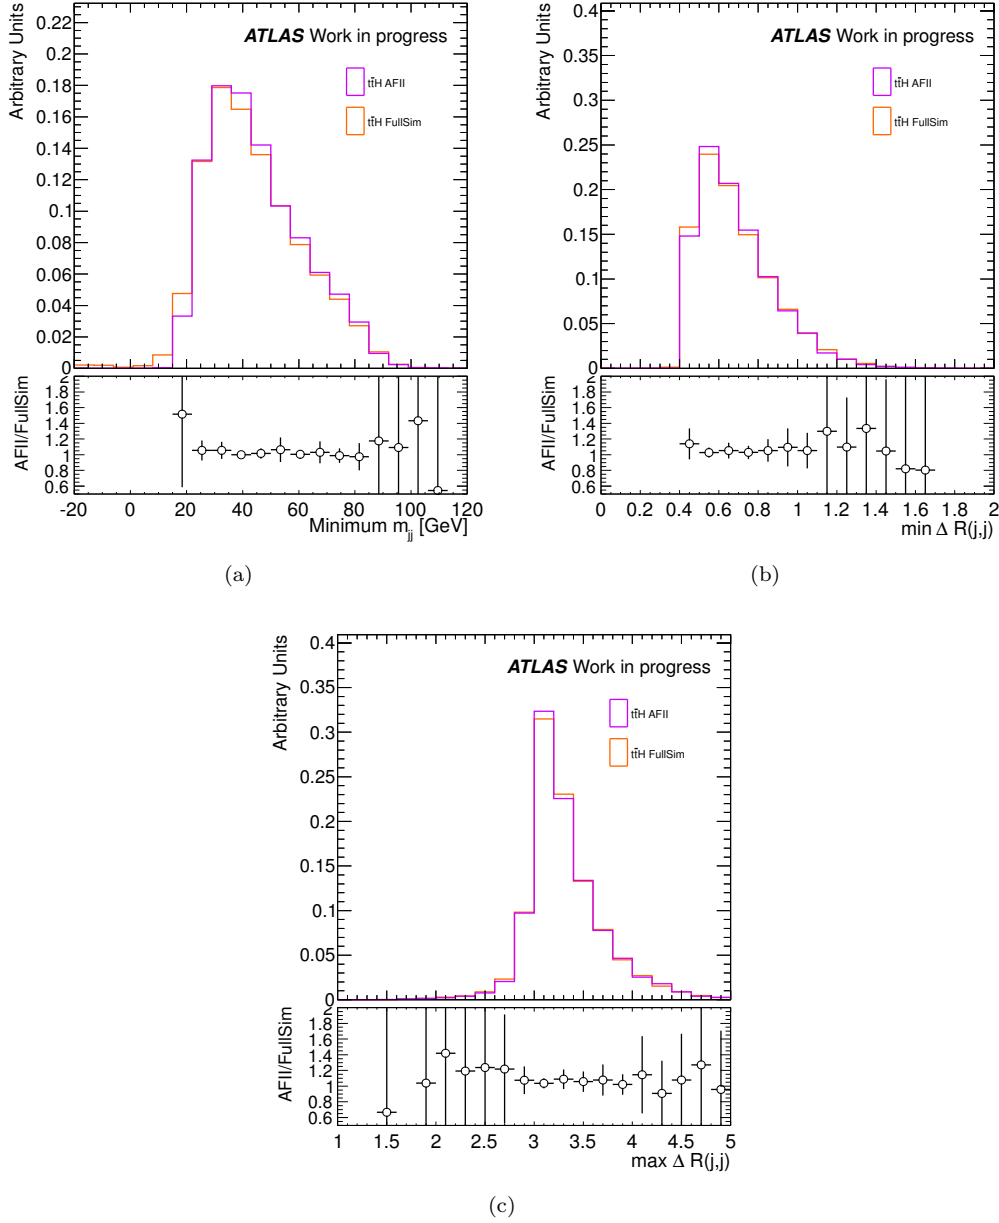 Arbitrary Units
0.22
0.2
0.18
0.16
0.14
0.12
0.1
0.08
0.06
0.04
0.02
0
ATLAS Work in progress
tt̄H AFII
tt̄H FullSim
AFII/FullSim
2
1.8
1.6
1.4
1.2
1
0.8
0.6
-20 0 20 40 60 80 100 120
Minimum m_jj [GeV]
(a)
Arbitrary Units
0.4
0.35
0.3
0.25
0.2
0.15
0.1
0.05
0
ATLAS Work in progress
tt̄H AFII
tt̄H FullSim
AFII/FullSim
2
1.8
1.6
1.4
1.2
1
0.8
0.6
0 0.2 0.4 0.6 0.8 1 1.2 1.4 1.6 1.8 2
min Δ R(j,j)
(b)
Arbitrary Units
0.4
0.35
0.3
0.25
0.2
0.15
0.1
0.05
0
ATLAS Work in progress
tt̄H AFII
tt̄H FullSim
AFII/FullSim
2
1.8
1.6
1.4
1.2
1
0.8
0.6
1 1.5 2 2.5 3 3.5 4 4.5 5
max Δ R(j,j)
(c)